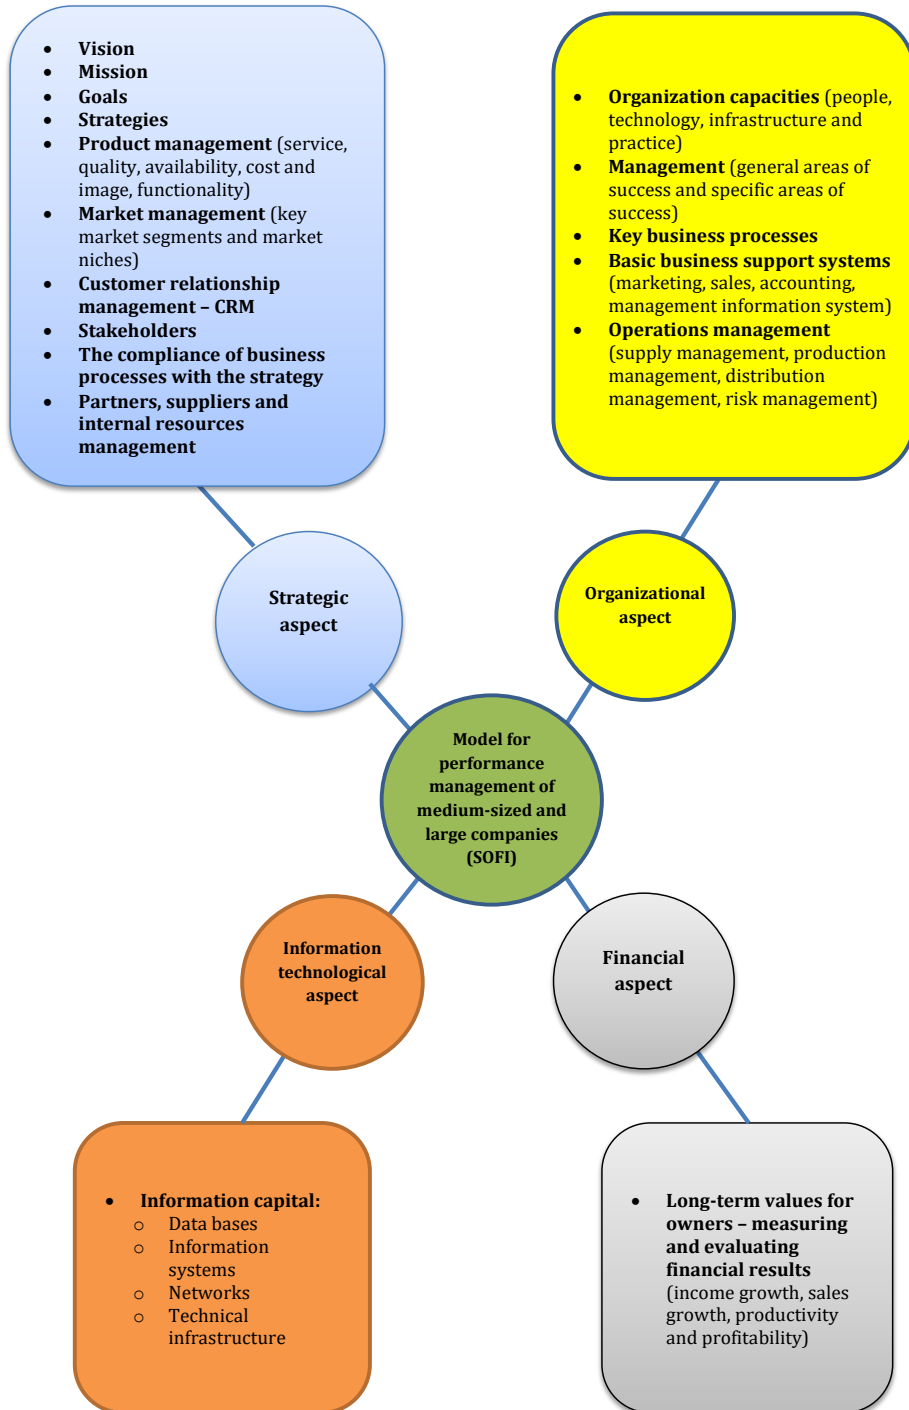 • Vision
• Mission
• Goals
• Strategies
• Product management (service,
quality, availability, cost and
image, functionality)
• Market management (key
market segments and market
niches)
• Customer relationship
management – CRM
• Stakeholders
• The compliance of business
processes with the strategy
• Partners, suppliers and
internal resources
management
• Organization capacities (people,
technology, infrastructure and
practice)
• Management (general areas of
success and specific areas of
success)
• Key business processes
• Basic business support systems
(marketing, sales, accounting,
management information system)
• Operations management
(supply management, production
management, distribution
management, risk management)
Strategic
aspect
Organizational
aspect
Model for
performance
management of
medium-sized and
large companies
(SOFI)
Information
technological
aspect
Financial
aspect
• Information capital:
o Data bases
o Information
systems
o Networks
o Technical
infrastructure
• Long-term values for
owners – measuring
and evaluating
financial results
(income growth, sales
growth, productivity
and profitability)